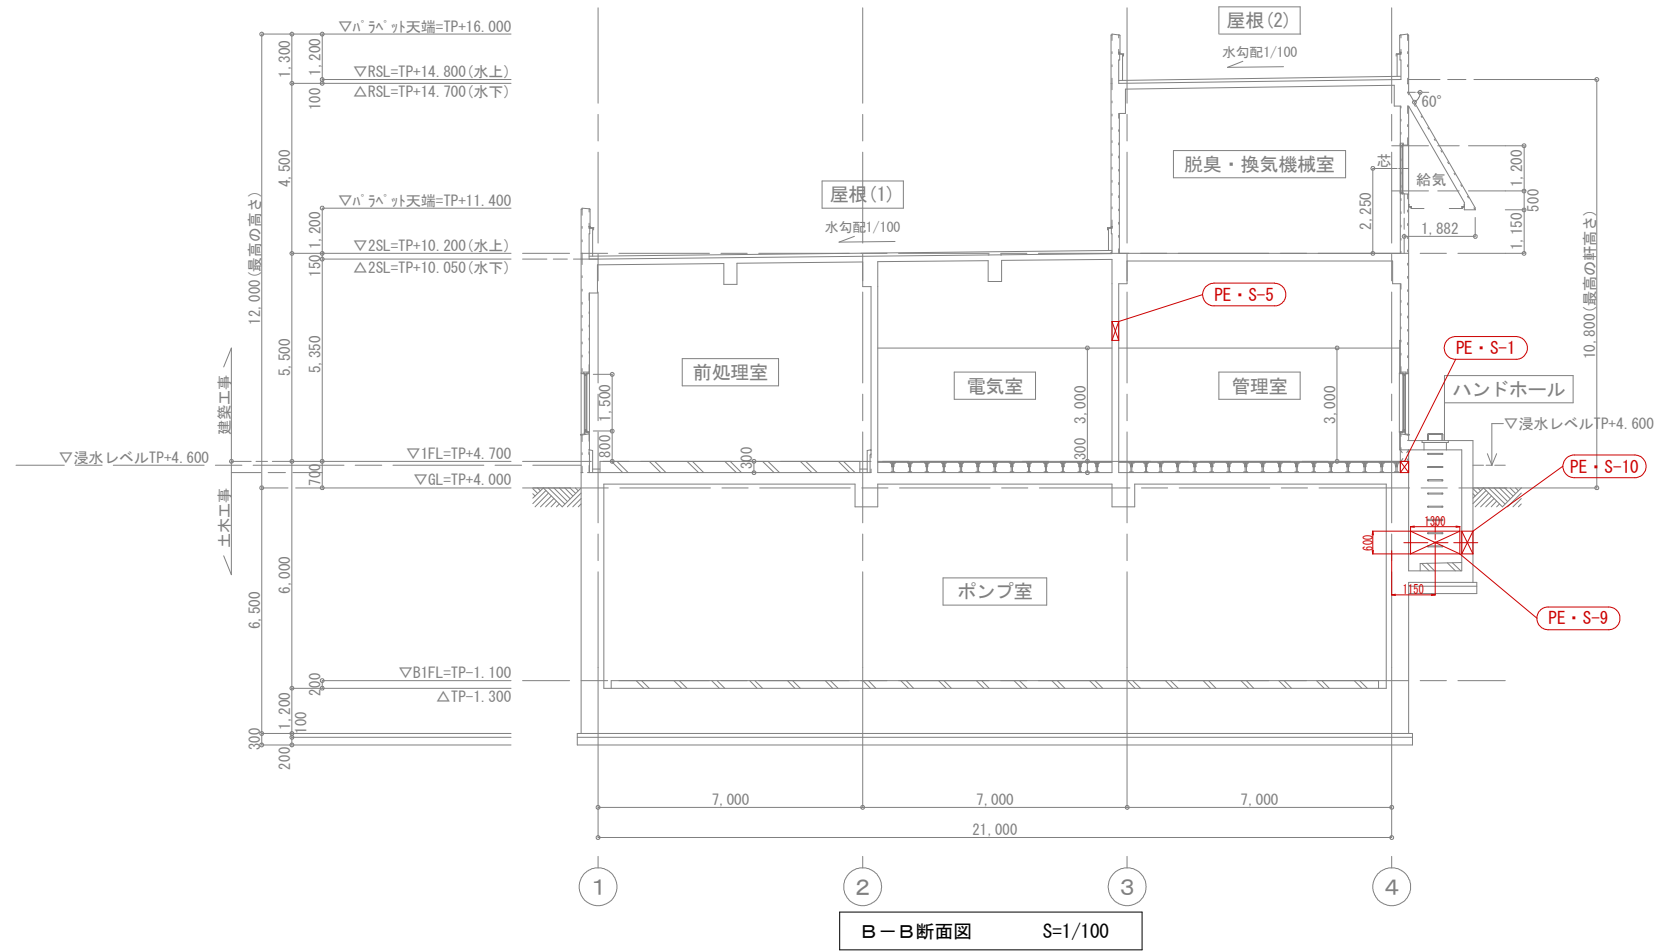 屋根(2)
水勾配1/100
▽ﾊﾟﾗﾍﾟｯﾄ天端=TP+16.000
▽RSL=TP+14.800(水上)
△RSL=TP+14.700(水下)
1,300
1,200
100
4,500
60°
脱臭・換気機械室
給気
2,250
1,882
1,200
500
1,150
屋根(1)
水勾配1/100
▽ﾊﾟﾗﾍﾟｯﾄ天端=TP+11.400
▽2SL=TP+10.200(水上)
△2SL=TP+10.050(水下)
1,200
150
12,000(最高の高さ)
10,800(最高の軒高さ)
5,500
5,350
PE・S-5
PE・S-1
前処理室
電気室
管理室
ハンドホール
1,500
800
300
3,000
300
3,000
建築工事
土木工事
▽浸水レベルTP+4.600
▽1FL=TP+4.700
▽GL=TP+4.000
700
▽浸水レベルTP+4.600
PE・S-10
1300
600
1150
PE・S-9
ポンプ室
6,000
6,500
▽B1FL=TP-1.100
△TP-1.300
200
1,200
100
300
200
7,000
7,000
7,000
21,000
1
2
3
4
B－B断面図 S=1/100